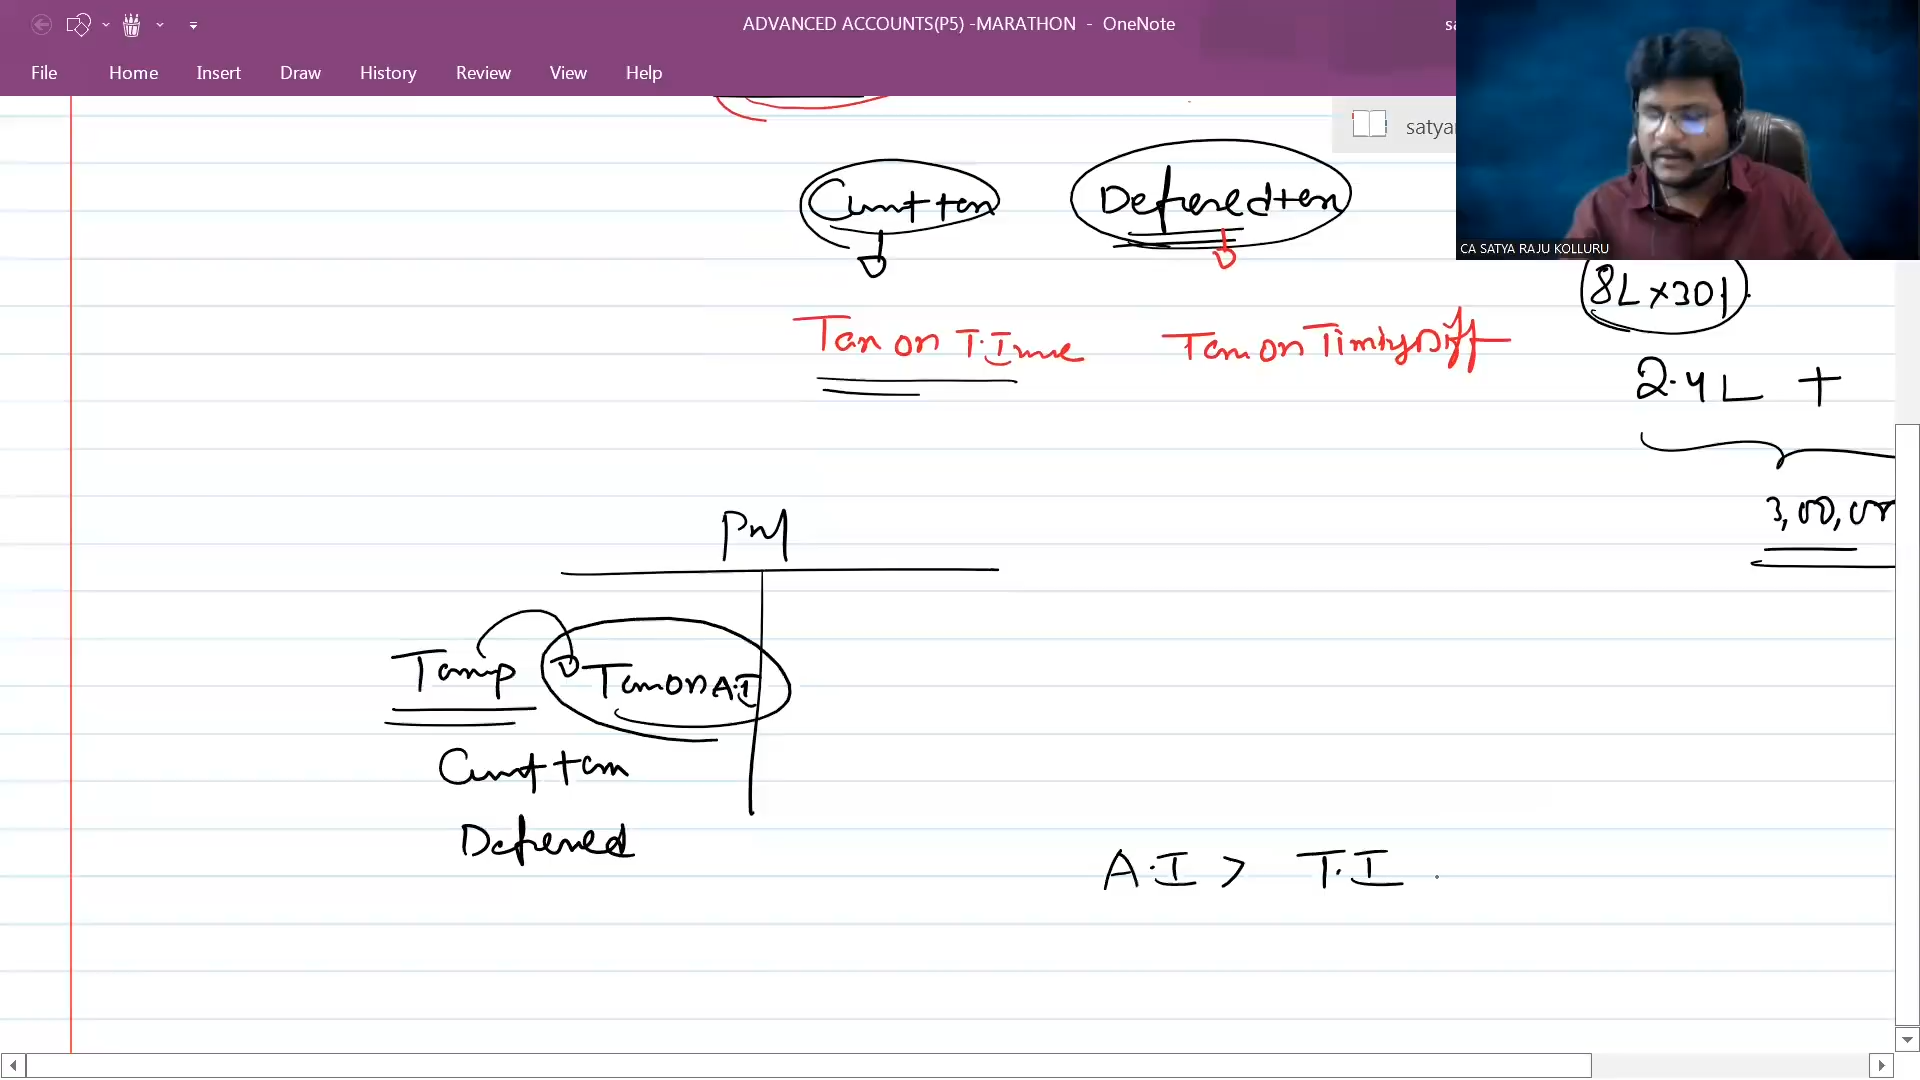 ADVANCED ACCOUNTS(P5) -MARATHON - OneNote
File Home Insert Draw History Review View Help
satya
CA SATYA RAJU KOLLURU
Current tax Deferred tax
8L x 30%
Tax on T.Income Tax on Timing Diff
2.4L +
3,00,00
P&L
Tax exp Tax on A.I
Current tax
Deferred
A.I > T.I